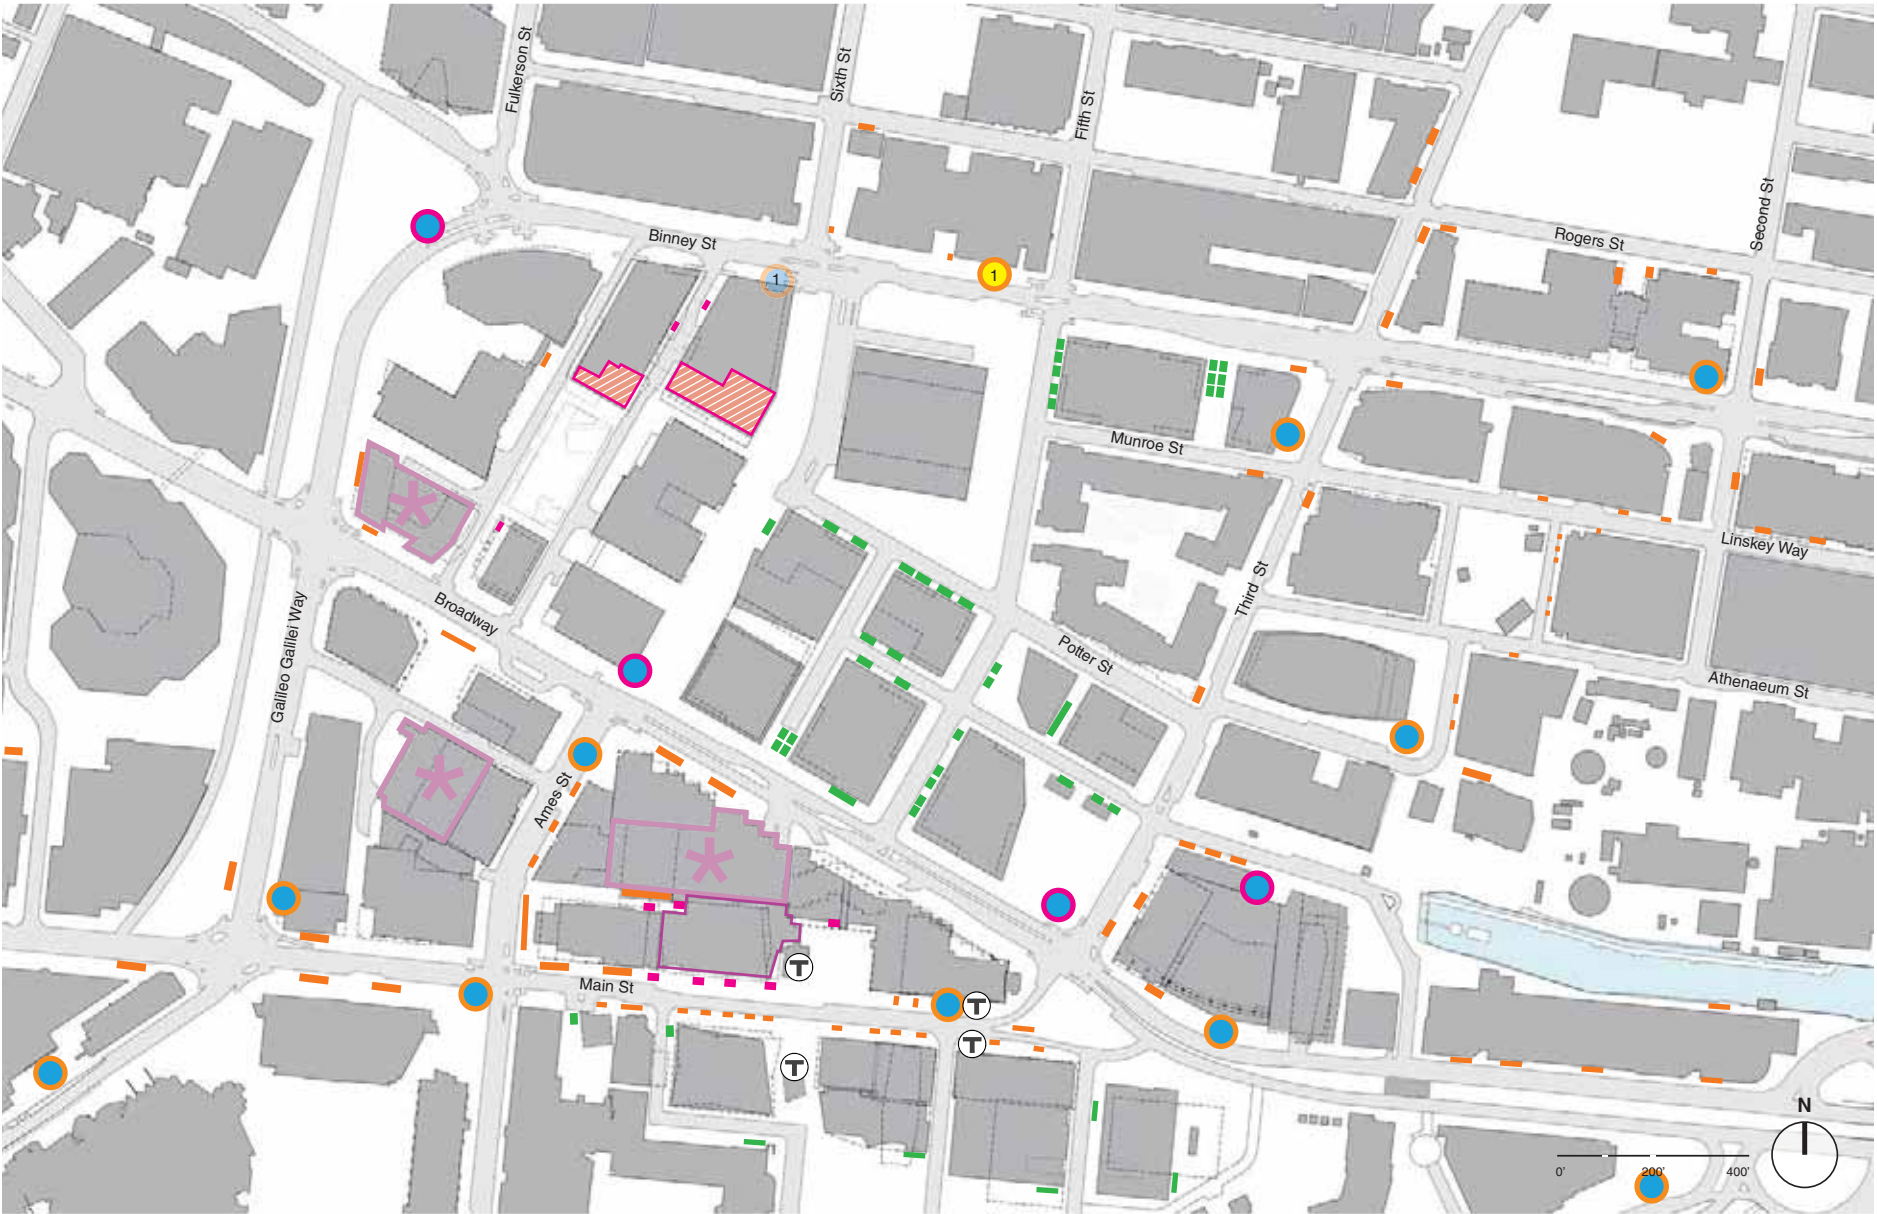 Fulkerson St
Sixth St
Fifth St
Second St
Binney St
Rogers St
1
1
Munroe St
Linskey Way
Third St
Broadway
Galileo Galilei Way
Potter St
Athenaeum St
Ames St
T
Main St
T
T
T
N
0'
200'
400'